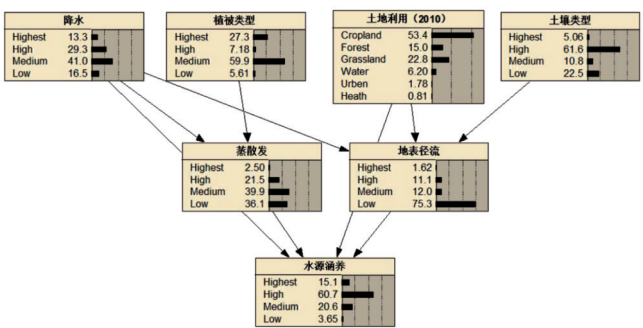 降水
Highest 13.3
High 29.3
Medium 41.0
Low 16.5
植被类型
Highest 27.3
High 7.18
Medium 59.9
Low 5.61
土地利用（2010）
Cropland 53.4
Forest 15.0
Grassland 22.8
Water 6.20
Urben 1.78
Heath 0.81
土壤类型
Highest 5.06
High 61.6
Medium 10.8
Low 22.5
蒸散发
Highest 2.50
High 21.5
Medium 39.9
Low 36.1
地表径流
Highest 1.62
High 11.1
Medium 12.0
Low 75.3
水源涵养
Highest 15.1
High 60.7
Medium 20.6
Low 3.65